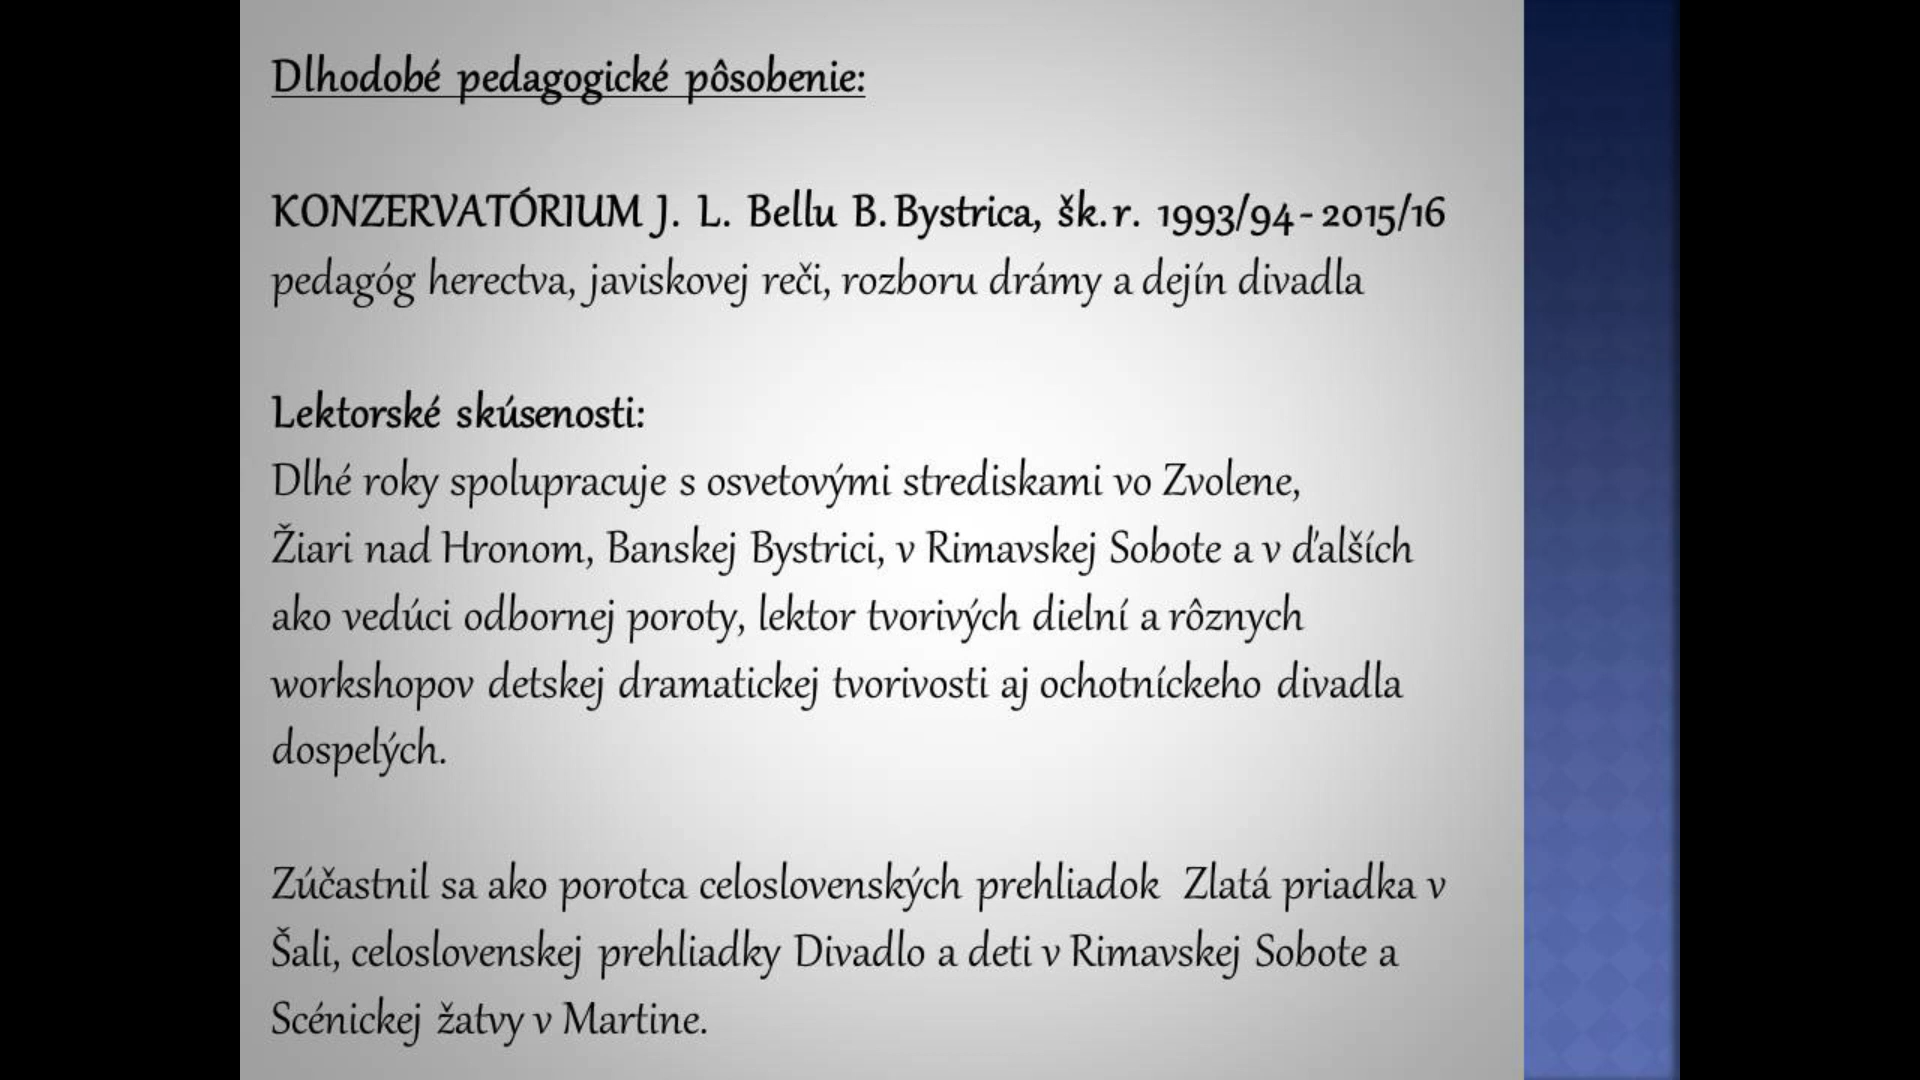 Dlhodobé pedagogické pôsobenie:
KONZERVATÓRIUM J. L. Bellu B. Bystrica, šk. r. 1993/94 - 2015/16
pedagóg herectva, javiskovej reči, rozboru drámy a dejín divadla
Lektorské skúsenosti:
Dlhé roky spolupracuje s osvetovými strediskami vo Zvolene,
Žiari nad Hronom, Banskej Bystrici, v Rimavskej Sobote a v ďalších
ako vedúci odbornej poroty, lektor tvorivých dielní a rôznych
workshopov detskej dramatickej tvorivosti aj ochotníckeho divadla
dospelých.
Zúčastnil sa ako porotca celoslovenských prehliadok Zlatá priadka v
Šali, celoslovenskej prehliadky Divadlo a deti v Rimavskej Sobote a
Scénickej žatvy v Martine.